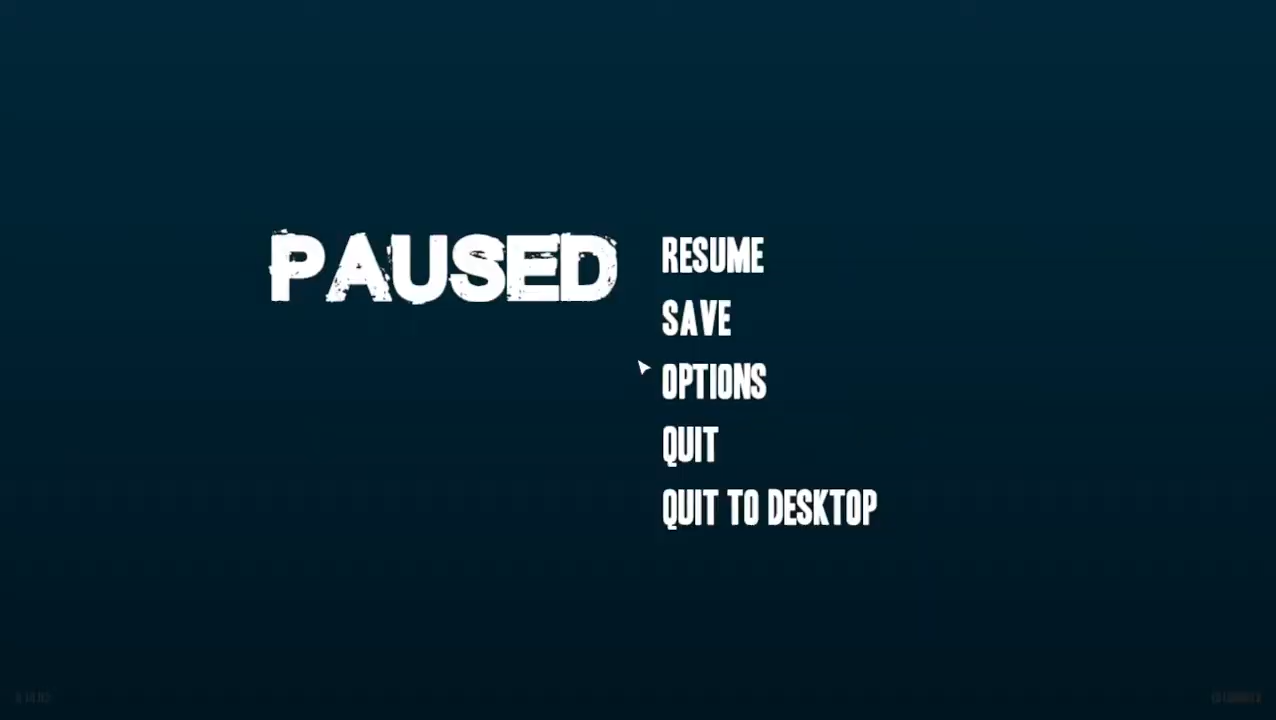 PAUSED
RESUME
SAVE
OPTIONS
QUIT
QUIT TO DESKTOP